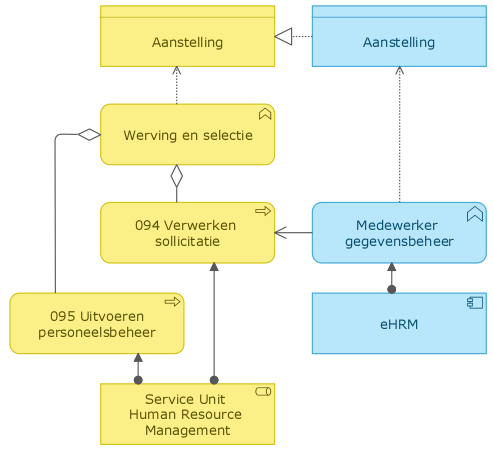 Aanstelling
Aanstelling
Werving en selectie
094 Verwerken
sollicitatie
Medewerker
gegevensbeheer
095 Uitvoeren
personeelsbeheer
eHRM
Service Unit
Human Resource
Management